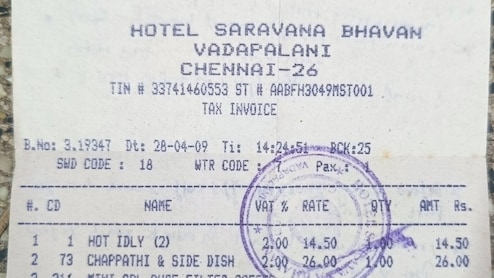 HOTEL SARAVANA BHAVAN
VADAPALANI
CHENNAI-26
TIN # 33741460553 ST # AABFH3049MST001
TAX INVOICE
B.No: 3.19347 Dt: 28-04-09 Ti: 14:24:51 BCK:25
SWD CODE : 18 WTR CODE : Pax.: 1
#. CD NAME VAT % RATE QTY AMT Rs.
1 1 HOT IDLY (2) 2.00 14.50 1.00 14.50
2 73 CHAPPATHI & SIDE DISH 2.00 26.00 1.00 26.00